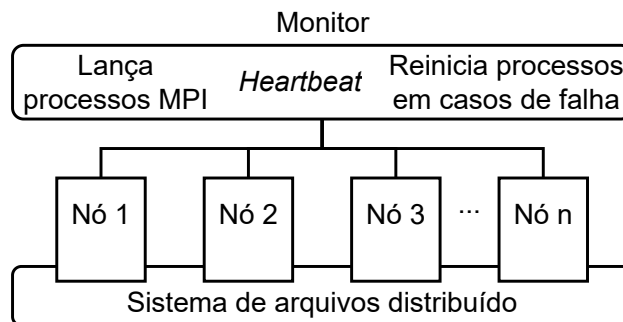 Monitor
Lança
processos MPI
Heartbeat
Reinicia processos
em casos de falha
Nó 1
Nó 2
Nó 3
...
Nó n
Sistema de arquivos distribuído